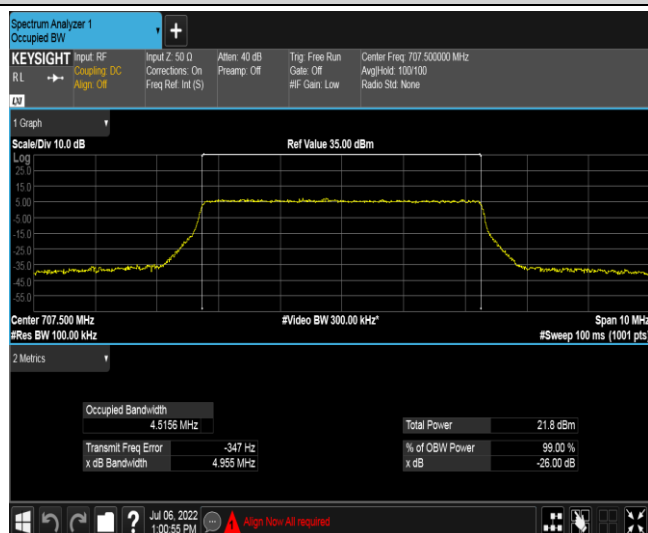 Spectrum Analyzer 1
Occupied BW
+
KEYSIGHT Input: RF Input Z: 50 Ω Atten: 40 dB Trig: Free Run Center Freq: 707.500000 MHz
RL Coupling: DC Corrections: On Preamp: Off Gate: Off Avg|Hold: 100/100
Align: Off Freq Ref: Int (S) #IF Gain: Low Radio Std: None
LXI
1 Graph
Scale/Div 10.0 dB Ref Value 35.00 dBm
Log
25.0
15.0
5.00
-5.00
-15.0
-25.0
-35.0
-45.0
-55.0
Center 707.500 MHz #Video BW 300.00 kHz* Span 10 MHz
#Res BW 100.00 kHz #Sweep 100 ms (1001 pts)
2 Metrics
Occupied Bandwidth
4.5156 MHz Total Power 21.8 dBm
Transmit Freq Error -347 Hz % of OBW Power 99.00 %
x dB Bandwidth 4.955 MHz x dB -26.00 dB
? Jul 06, 2022
1:00:55 PM
Align Now All required